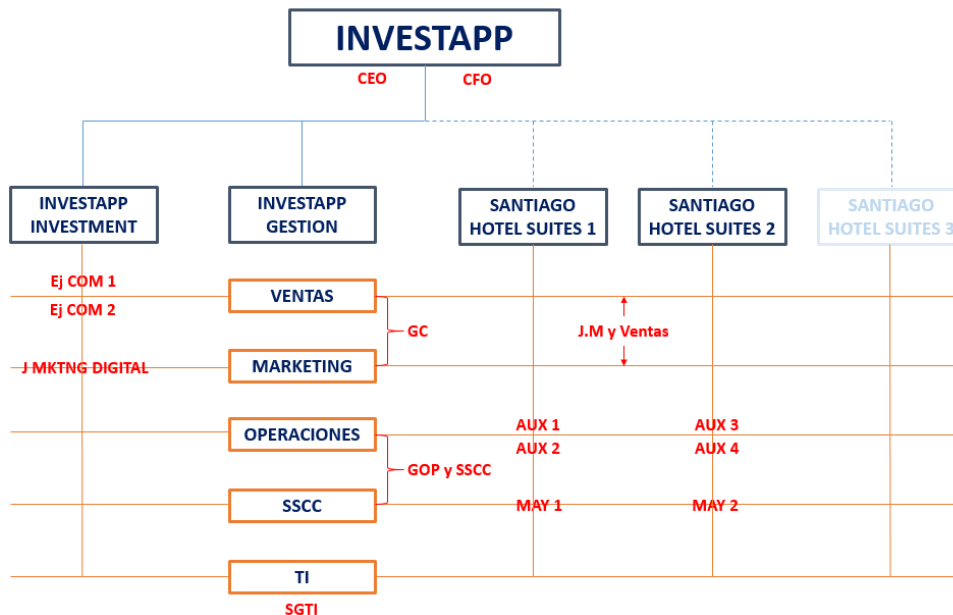 INVESTAPP
CEO
CFO
INVESTAPP
INVESTMENT
INVESTAPP
GESTION
SANTIAGO
HOTEL SUITES 1
SANTIAGO
HOTEL SUITES 2
SANTIAGO
HOTEL SUITES 3
Ej COM 1
Ej COM 2
VENTAS
GC
J.M y Ventas
J MKTNG DIGITAL
MARKETING
OPERACIONES
AUX 1
AUX 2
AUX 3
AUX 4
GOP y SSCC
SSCC
MAY 1
MAY 2
TI
SGTI